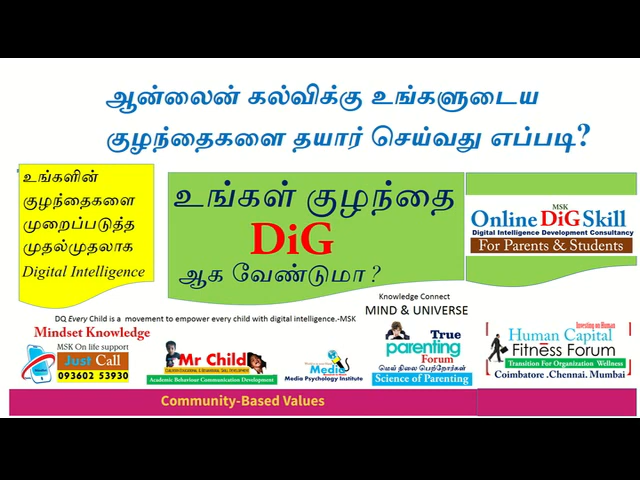 ஆன்லைன் கல்விக்கு உங்களுடைய
குழந்தைகளை தயார் செய்வது எப்படி?
உங்களின்
குழந்தைகளை
முறைப்படுத்த
முதல்முதலாக
Digital Intelligence
உங்கள் குழந்தை
DiG
ஆக வேண்டுமா?
MSK
Online DiG Skill
Digital Intelligence Development Consultancy
For Parents & Students
DQ Every Child is a movement to empower every child with digital intelligence.-MSK
Knowledge Connect
MIND & UNIVERSE
Mindset Knowledge
MSK On life support
Just Call
093660 53930
Mr Child
Academic Behaviour Communication Development
Media
Media Psychology Institute
True
parenting
Forum
மெய் நிலை பெற்றோர்கள்
Science of Parenting
Investing on Human
Human Capital
Fitness Forum
Transition For Organization Wellness
Coimbatore .Chennai. Mumbai
Community-Based Values